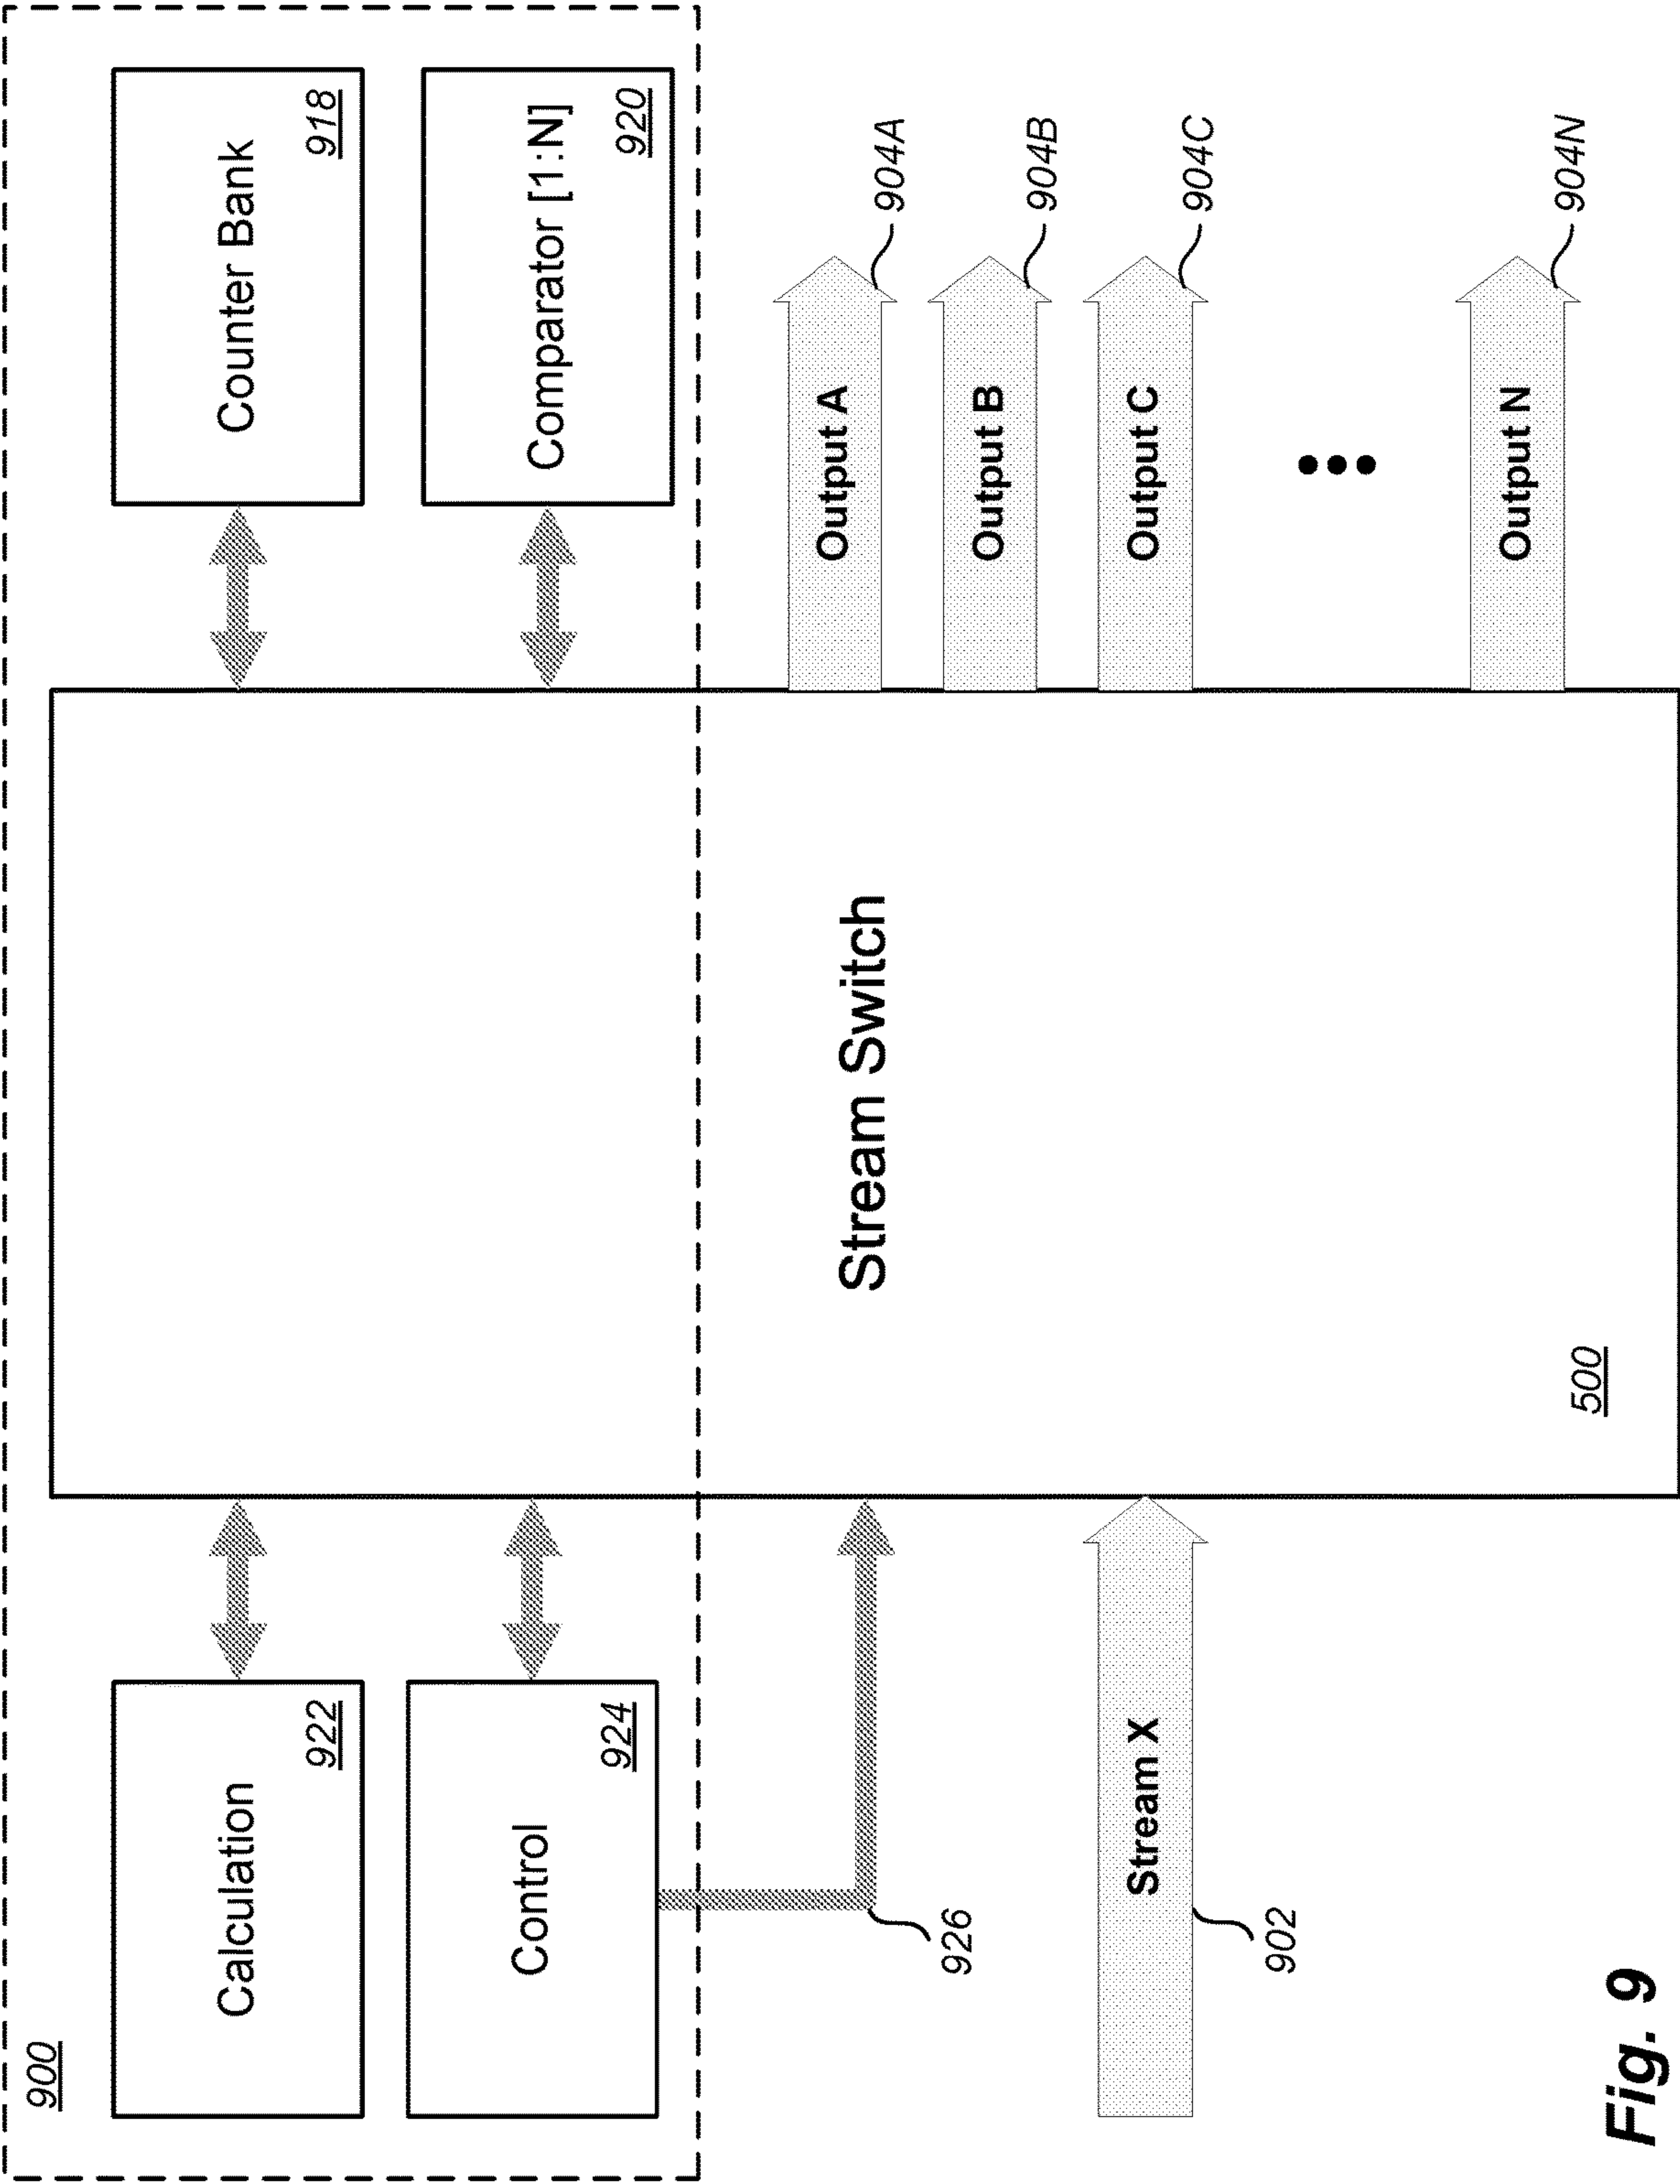 900
Calculation
922
Counter Bank
918
Control
924
Comparator [1:N]
920
926
Stream Switch
Output A
904A
Output B
904B
Stream X
902
Output C
904C
Output N
904N
500
Fig. 9